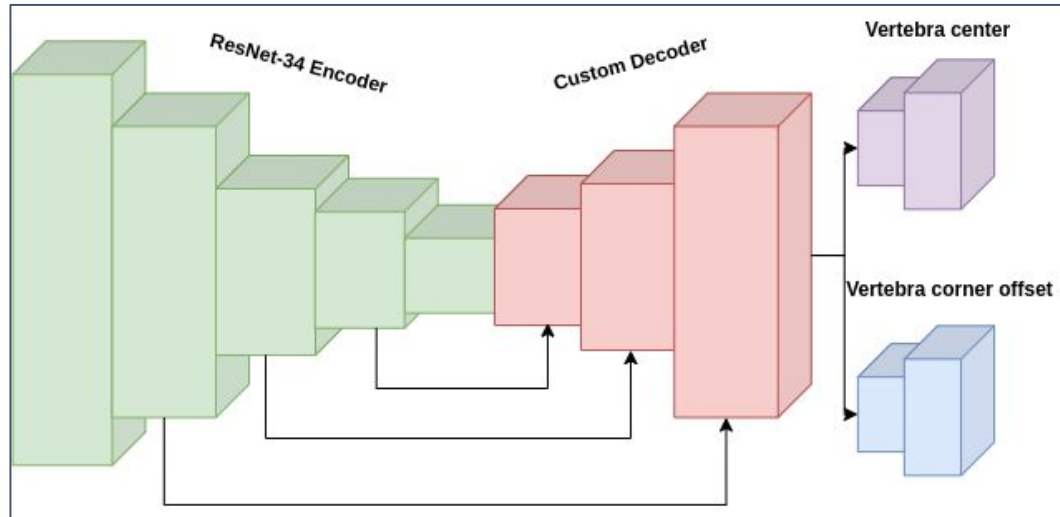 ResNet-34 Encoder
Custom Decoder
Vertebra center
Vertebra corner offset